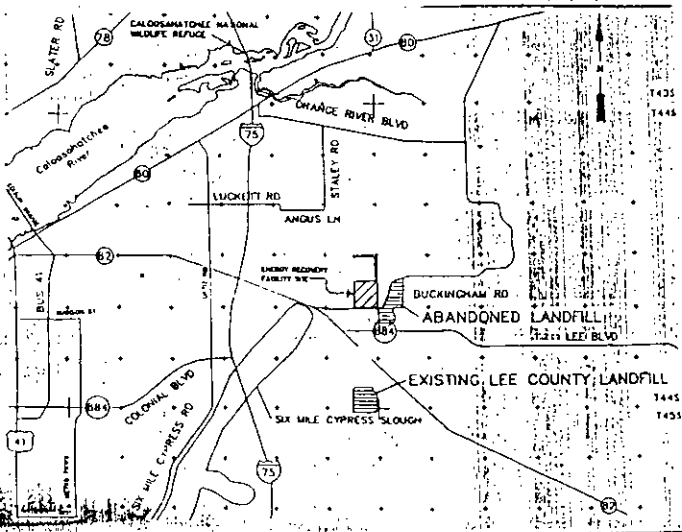 SLATER RD
78
CALOOSAHATCHEE NATIONAL
WILDLIFE REFUGE
31
80
N
T43S
T44S
ORANGE RIVER BLVD
Caloosahatchee
River
75
STALEY RD
80
LUCKETT RD
ANGUS LN
82
BUS 41
ENERGY RECOVERY
FACILITY SITE
BUCKINGHAM RD
ABANDONED LANDFILL
884
LEE BLVD
EXISTING LEE COUNTY LANDFILL
COLONIAL BLVD
884
SIX MILE CYPRESS SLOUGH
T44S
T45S
41
SIX MILE CYPRESS RD
75
82